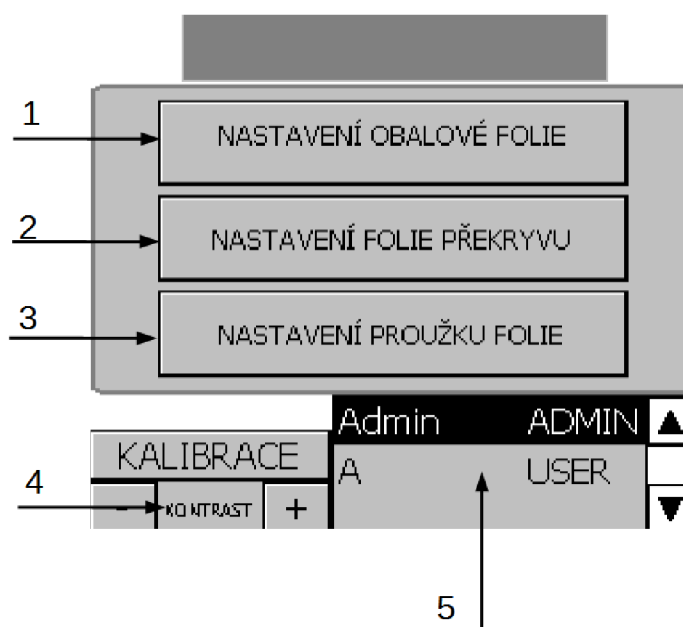 1
NASTAVENÍ OBALOVÉ FOLIE
2
NASTAVENÍ FOLIE PŘEKRYVU
3
NASTAVENÍ PROUŽKU FOLIE
Admin ADMIN ▲
KALIBRACE
A USER
4
- KONTRAST + ▼
5